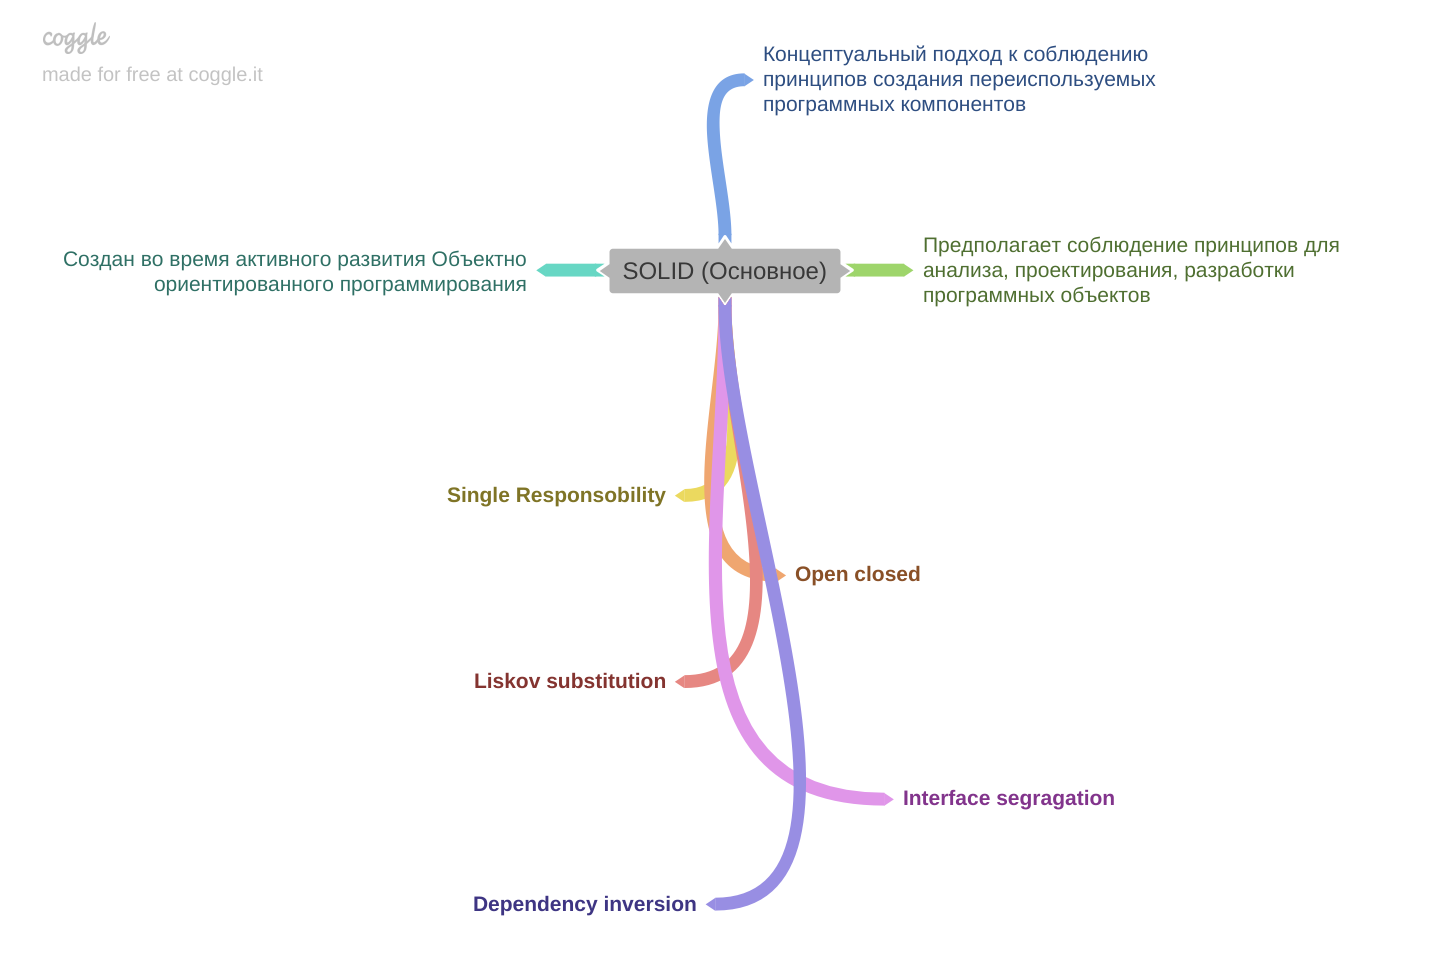 coggle
made for free at coggle.it
Концептуальный подход к соблюдению
принципов создания переиспользуемых
программных компонентов
Создан во время активного развития Объектно
ориентированного программирования
SOLID (Основное)
Предполагает соблюдение принципов для
анализа, проектирования, разработки
программных объектов
Single Responsobility
Open closed
Liskov substitution
Interface segragation
Dependency inversion